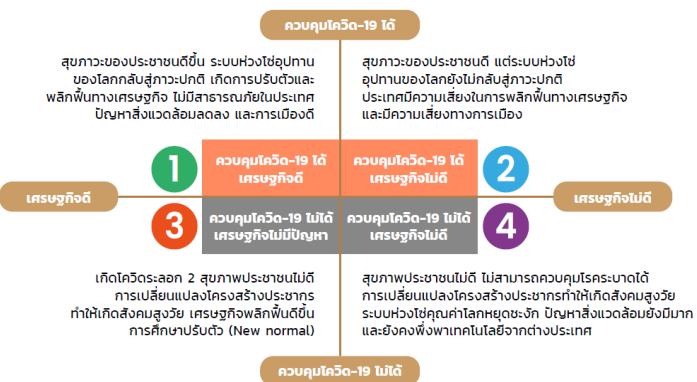 ควบคุมโควิด-19 ได้
สุขภาวะของประชาชนดีขึ้น ระบบห่วงโซ่อุปทาน
ของโลกกลับสู่ภาวะปกติ เกิดการปรับตัวและ
พลิกฟื้นทางเศรษฐกิจ ไม่มีสาธารณภัยในประเทศ
ปัญหาสิ่งแวดล้อมลดลง และการเมืองดี
สุขภาวะของประชาชนดี แต่ระบบห่วงโซ่
อุปทานของโลกยังไม่กลับสู่ภาวะปกติ
ประเทศมีความเสี่ยงในการพลิกฟื้นทางเศรษฐกิจ
และมีความเสี่ยงทางการเมือง
1
ควบคุมโควิด-19 ได้
เศรษฐกิจดี
ควบคุมโควิด-19 ได้
เศรษฐกิจไม่ดี
2
เศรษฐกิจดี
เศรษฐกิจไม่ดี
3
ควบคุมโควิด-19 ไม่ได้
เศรษฐกิจไม่มีปัญหา
ควบคุมโควิด-19 ไม่ได้
เศรษฐกิจไม่ดี
4
เกิดโควิดระลอก 2 สุขภาพประชาชนไม่ดี
การเปลี่ยนแปลงโครงสร้างประชากร
ทำให้เกิดสังคมสูงวัย เศรษฐกิจพลิกฟื้นดีขึ้น
การศึกษาปรับตัว (New normal)
สุขภาพประชาชนไม่ดี ไม่สามารถควบคุมโรคระบาดได้
การเปลี่ยนแปลงโครงสร้างประชากรทำให้เกิดสังคมสูงวัย
ระบบห่วงโซ่คุณค่าโลกหยุดชะงัก ปัญหาสิ่งแวดล้อมยังมีมาก
และยังคงพึ่งพาเทคโนโลยีจากต่างประเทศ
ควบคุมโควิด-19 ไม่ได้